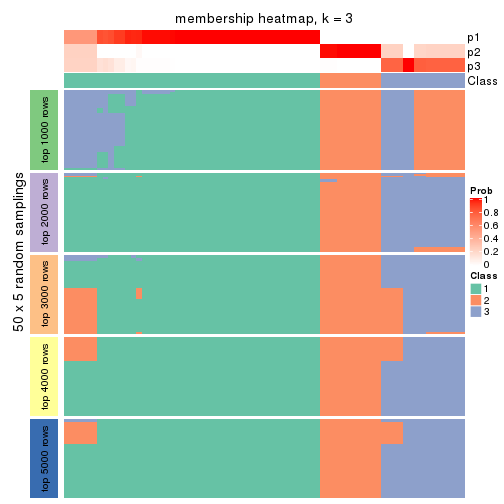 membership heatmap, k = 3
p1
p2
p3
Class
50 x 5 random samplings
top 1000 rows
top 2000 rows
top 3000 rows
top 4000 rows
top 5000 rows
Prob
1
0.8
0.6
0.4
0.2
0
Class
1
2
3